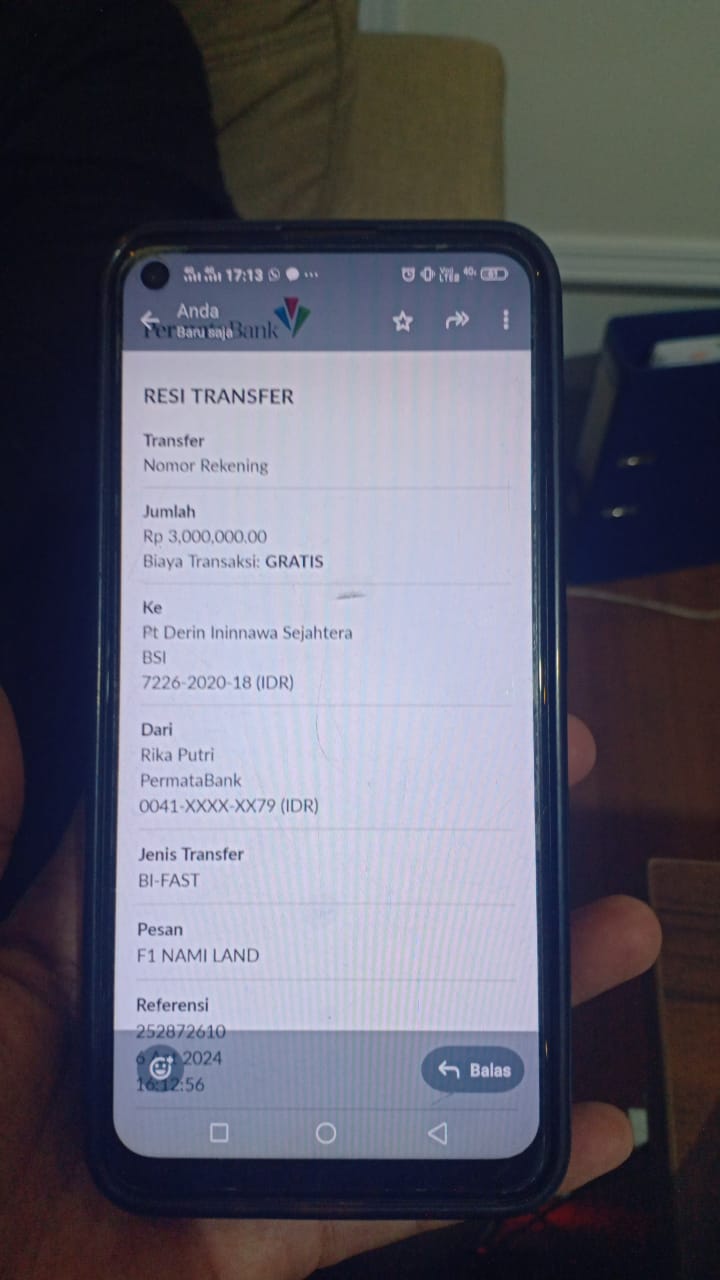 17:13
Anda
Baru saja
PermataBank
RESI TRANSFER
Transfer
Nomor Rekening
Jumlah
Rp 3,000,000.00
Biaya Transaksi: GRATIS
Ke
Pt Derin Ininnawa Sejahtera
BSI
7226-2020-18 (IDR)
Dari
Rika Putri
PermataBank
0041-XXXX-XX79 (IDR)
Jenis Transfer
BI-FAST
Pesan
F1 NAMI LAND
Referensi
252872610
6 2024
16:12:56
Balas